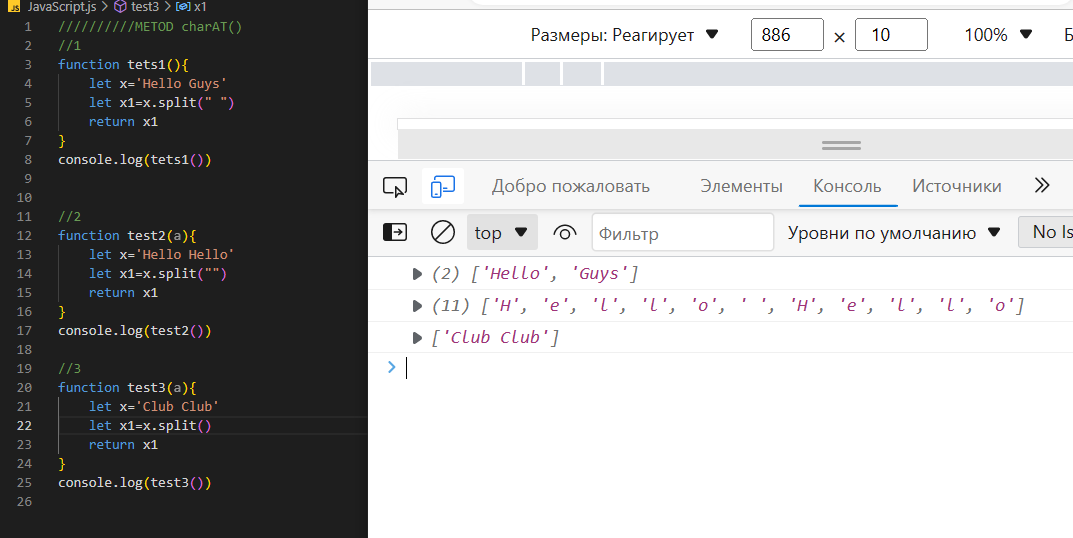 JS JavaScript.js > test3 > x1
1 //////////METOD charAT()
2 //1
3 function tets1(){
4 let x='Hello Guys'
5 let x1=x.split(" ")
6 return x1
7 }
8 console.log(tets1())
9
10
11 //2
12 function test2(a){
13 let x='Hello Hello'
14 let x1=x.split("")
15 return x1
16 }
17 console.log(test2())
18
19 //3
20 function test3(a){
21 let x='Club Club'
22 let x1=x.split()
23 return x1
24 }
25 console.log(test3())
26
Размеры: Реагирует ▼ 886 × 10 100% ▼ Б
Добро пожаловать Элементы Консоль Источники
top ▼ Фильтр Уровни по умолчанию ▼ No Is
(2) ['Hello', 'Guys']
(11) ['H', 'e', 'l', 'l', 'o', ' ', 'H', 'e', 'l', 'l', 'o']
['Club Club']
>